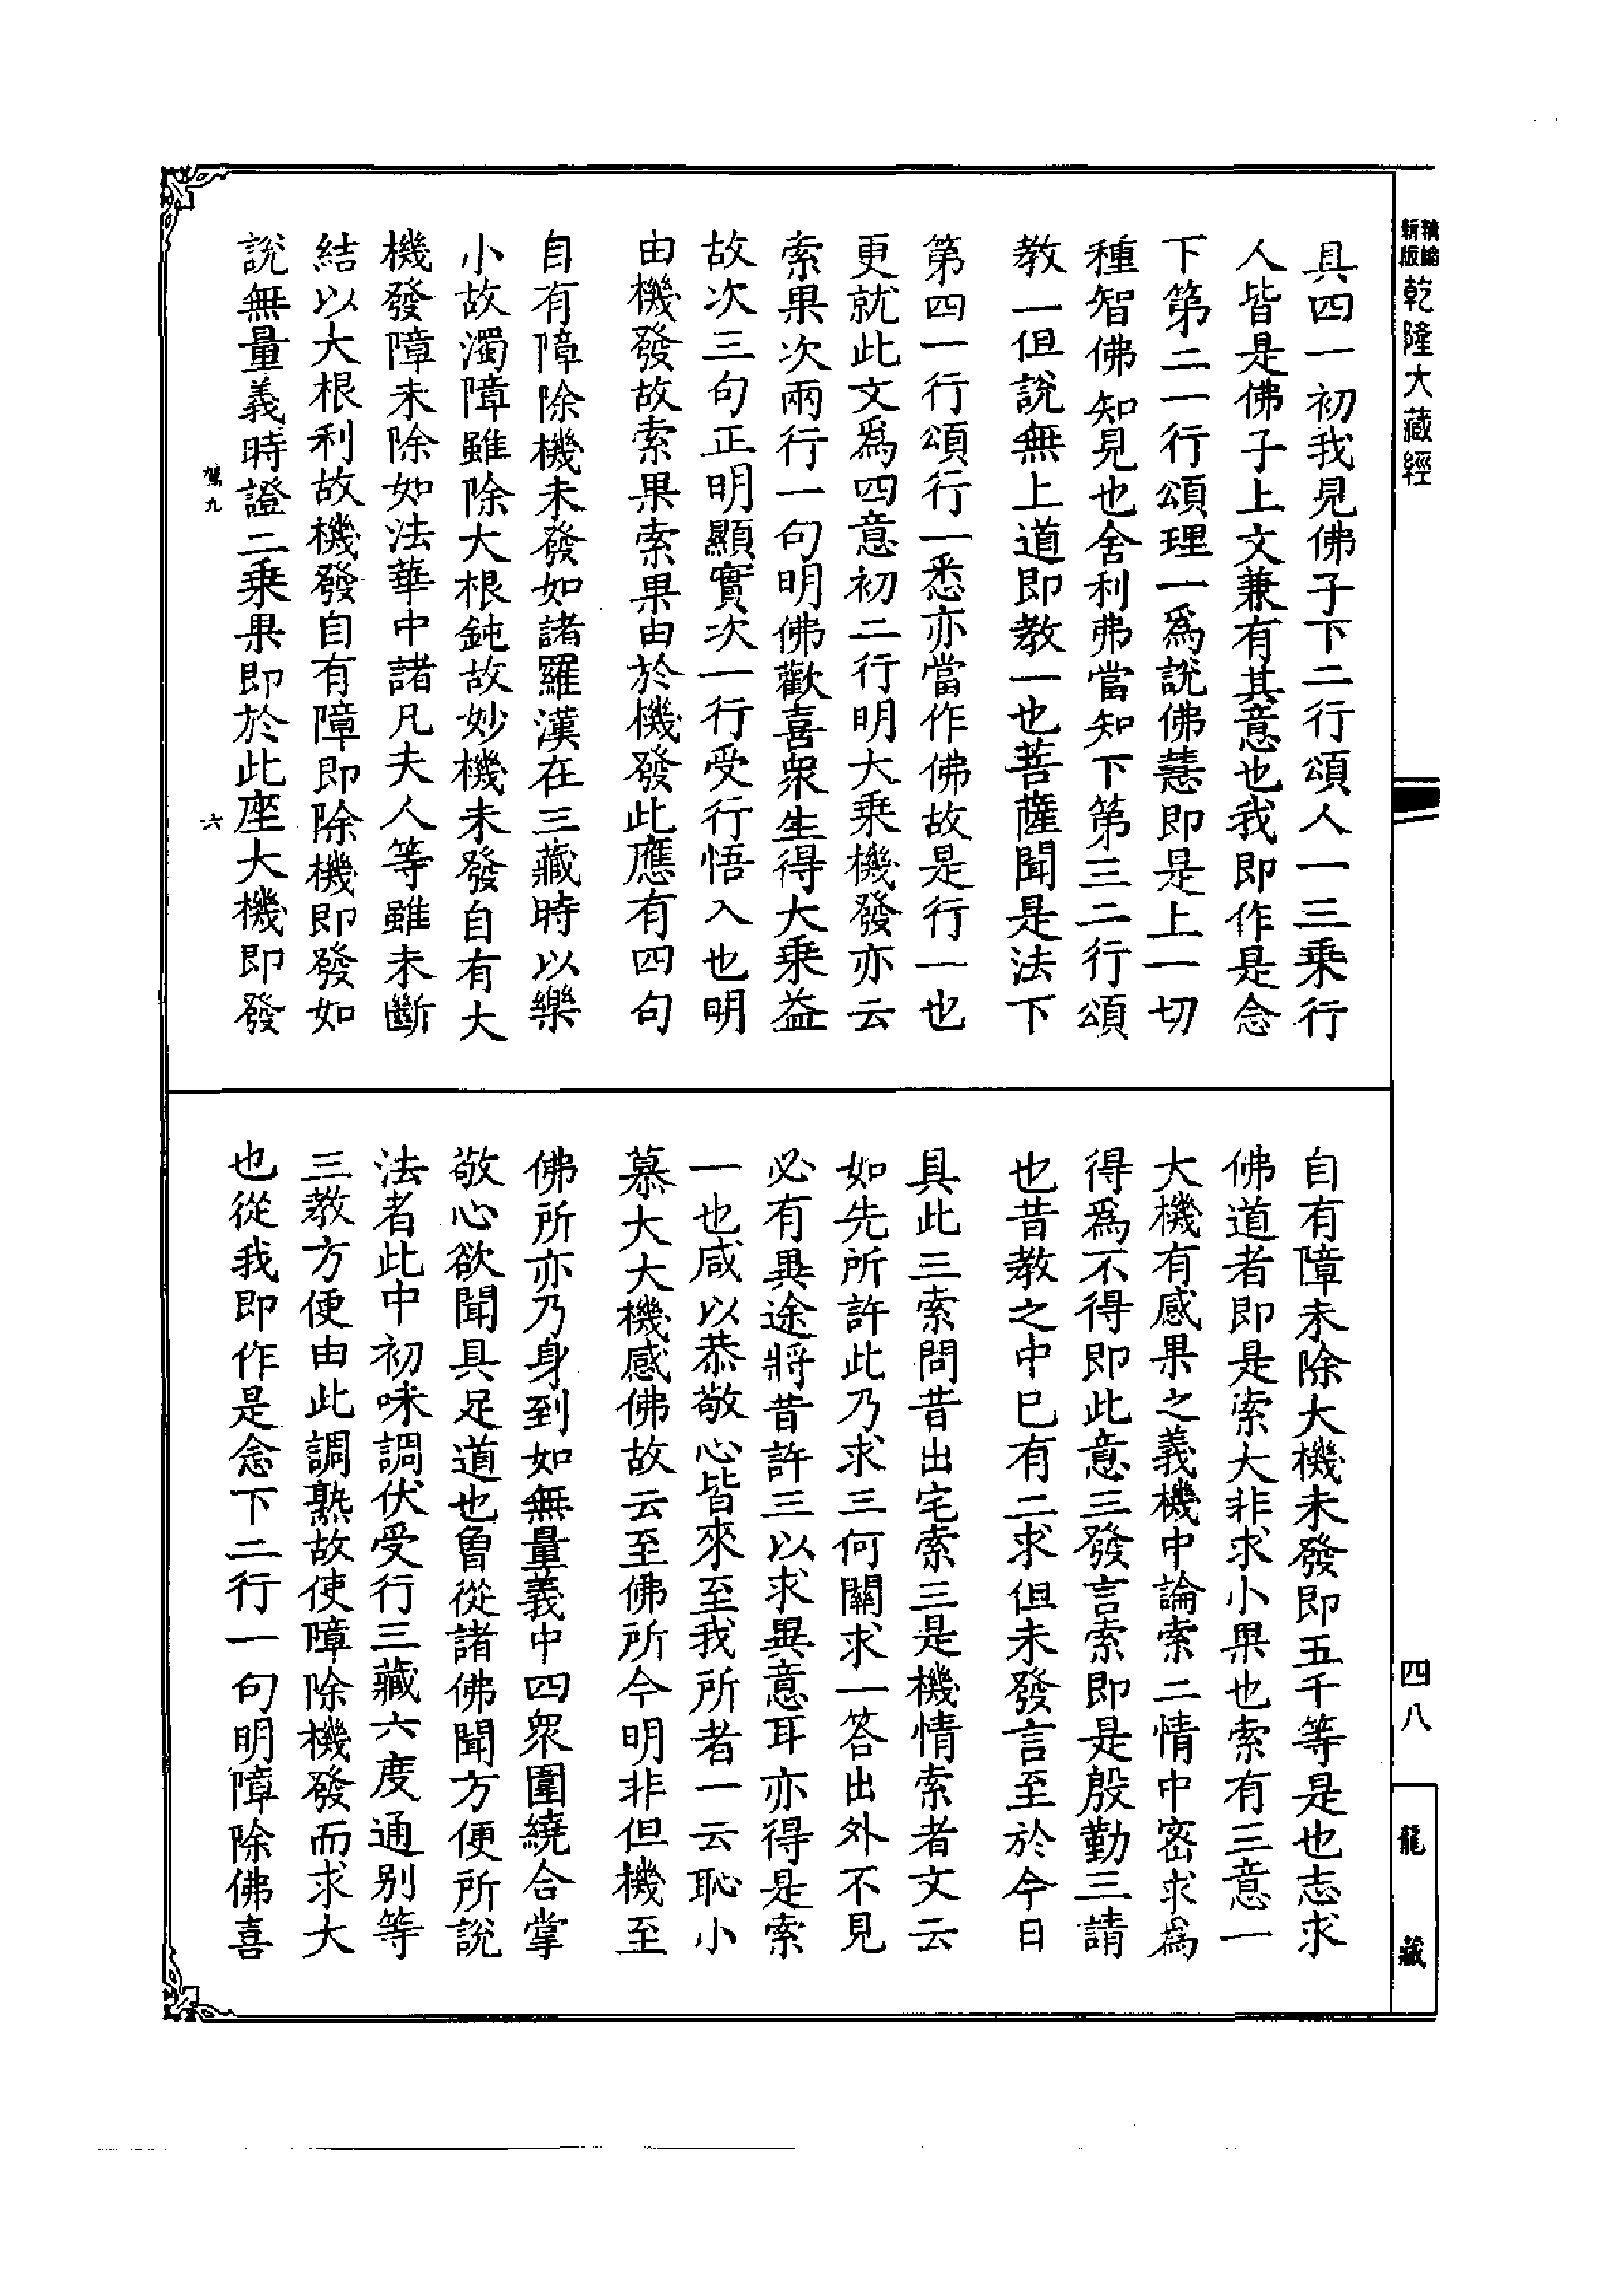 新版精縮乾隆大藏經
具四一初我見佛子下二行頌人一三乗行
人皆是佛子上文兼有其意也我即作是念
下第二一行頌理一爲說佛慧即是上一切
種智佛知見也舍利弗當知下第三二行頌
教一但說無上道即教一也菩薩聞是法下
第四一行頌行一悉亦當作佛故是行一也
更就此文爲四意初二行明大乗機發亦云
索果次兩行一句明佛歡喜衆生得大乗益
故次三句正明顯實次一行受行悟入也明
由機發故索果索果由於機發此應有四句
自有障除機未發如諸羅漢在三藏時以樂
小故濁障雖除大根鈍故妙機未發自有大
機發障未除如法華中諸凡夫人等雖未斷
結以大根利故機發自有障即除機即發如
說無量義時證二乗果即於此座大機即發
六
自有障未除大機未發即五千等是也志求
佛道者即是索大非求小果也索有三意一
大機有感果之義機中論索二情中密求爲
得爲不得即此意三發言索即是殷勤三請
也昔教之中巳有二求但未發言至於今日
具此三索問昔出宅索三是機情索者文云
如先所許此乃求三何關求一答出外不見
必有異途將昔許三以求異意耳亦得是索
一也咸以恭敬心皆來至我所者一云恥小
慕大大機感佛故云至佛所今明非但機至
佛所亦乃身到如無量義中四衆圍繞合掌
敬心欲聞具足道也曾從諸佛聞方便所說
法者此中初味調伏受行三藏六度通别等
三教方便由此調熟故使障除機發而求大
也從我即作是念下二行一句明障除佛喜
四八
龍藏